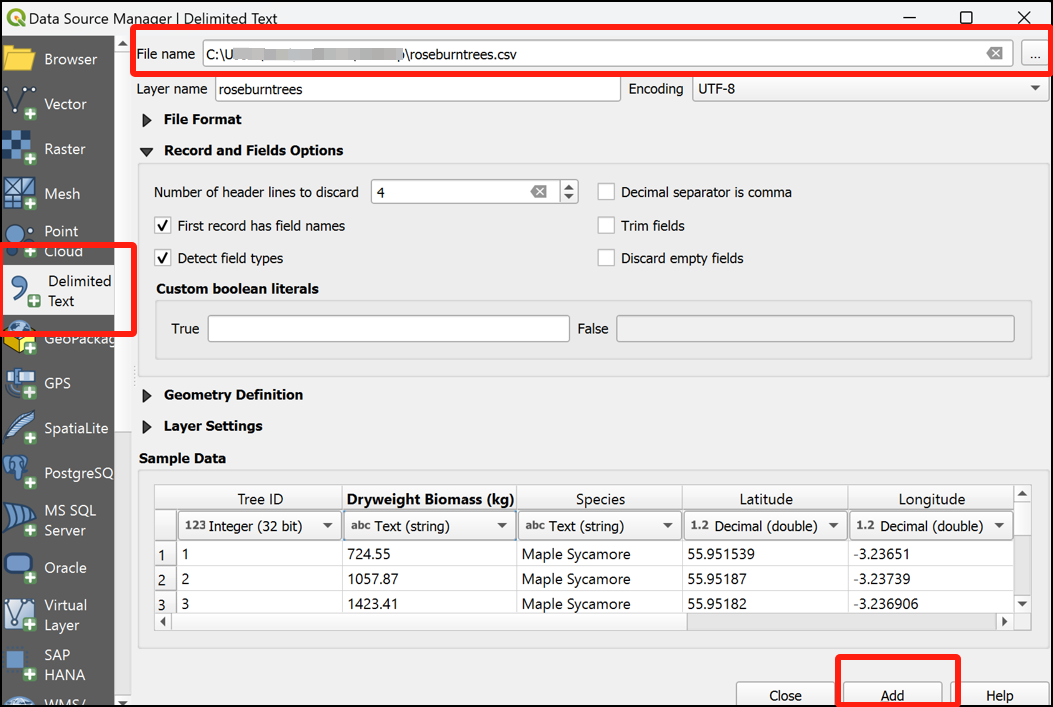 Data Source Manager | Delimited Text
Browser
Vector
Raster
Mesh
Point
Cloud
Delimited
Text
GeoPackag
GPS
SpatiaLite
PostgreSQ
MS SQL
Server
Oracle
Virtual
Layer
SAP
HANA
WMS/
File name C:\U \roseburntrees.csv ...
Layer name roseburntrees Encoding UTF-8
File Format
Record and Fields Options
Number of header lines to discard 4 Decimal separator is comma
First record has field names Trim fields
Detect field types Discard empty fields
Custom boolean literals
True False
Geometry Definition
Layer Settings
Sample Data
Tree ID Dryweight Biomass (kg) Species Latitude Longitude
123 Integer (32 bit) abc Text (string) abc Text (string) 1.2 Decimal (double) 1.2 Decimal (double)
1 1 724.55 Maple Sycamore 55.951539 -3.23651
2 2 1057.87 Maple Sycamore 55.95187 -3.23739
3 3 1423.41 Maple Sycamore 55.95182 -3.236906
Close Add Help